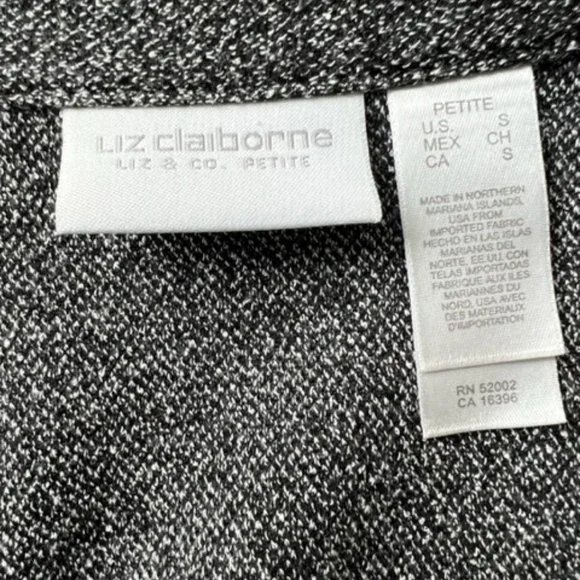 Liz claiborne
LIZ & CO. PETITE
PETITE
U.S. S
MEX CH
CA S
MADE IN NORTHERN
MARIANA ISLANDS,
USA FROM
IMPORTED FABRIC
HECHO EN LAS ISLAS
MARIANAS DEL
NORTE, EE.UU. CON
TELAS IMPORTADAS
FABRIQUE AUX ILES
MARIANNES DU
NORD, USA AVEC
DES MATERIAUX
D'IMPORTATION
RN 52002
CA 16396